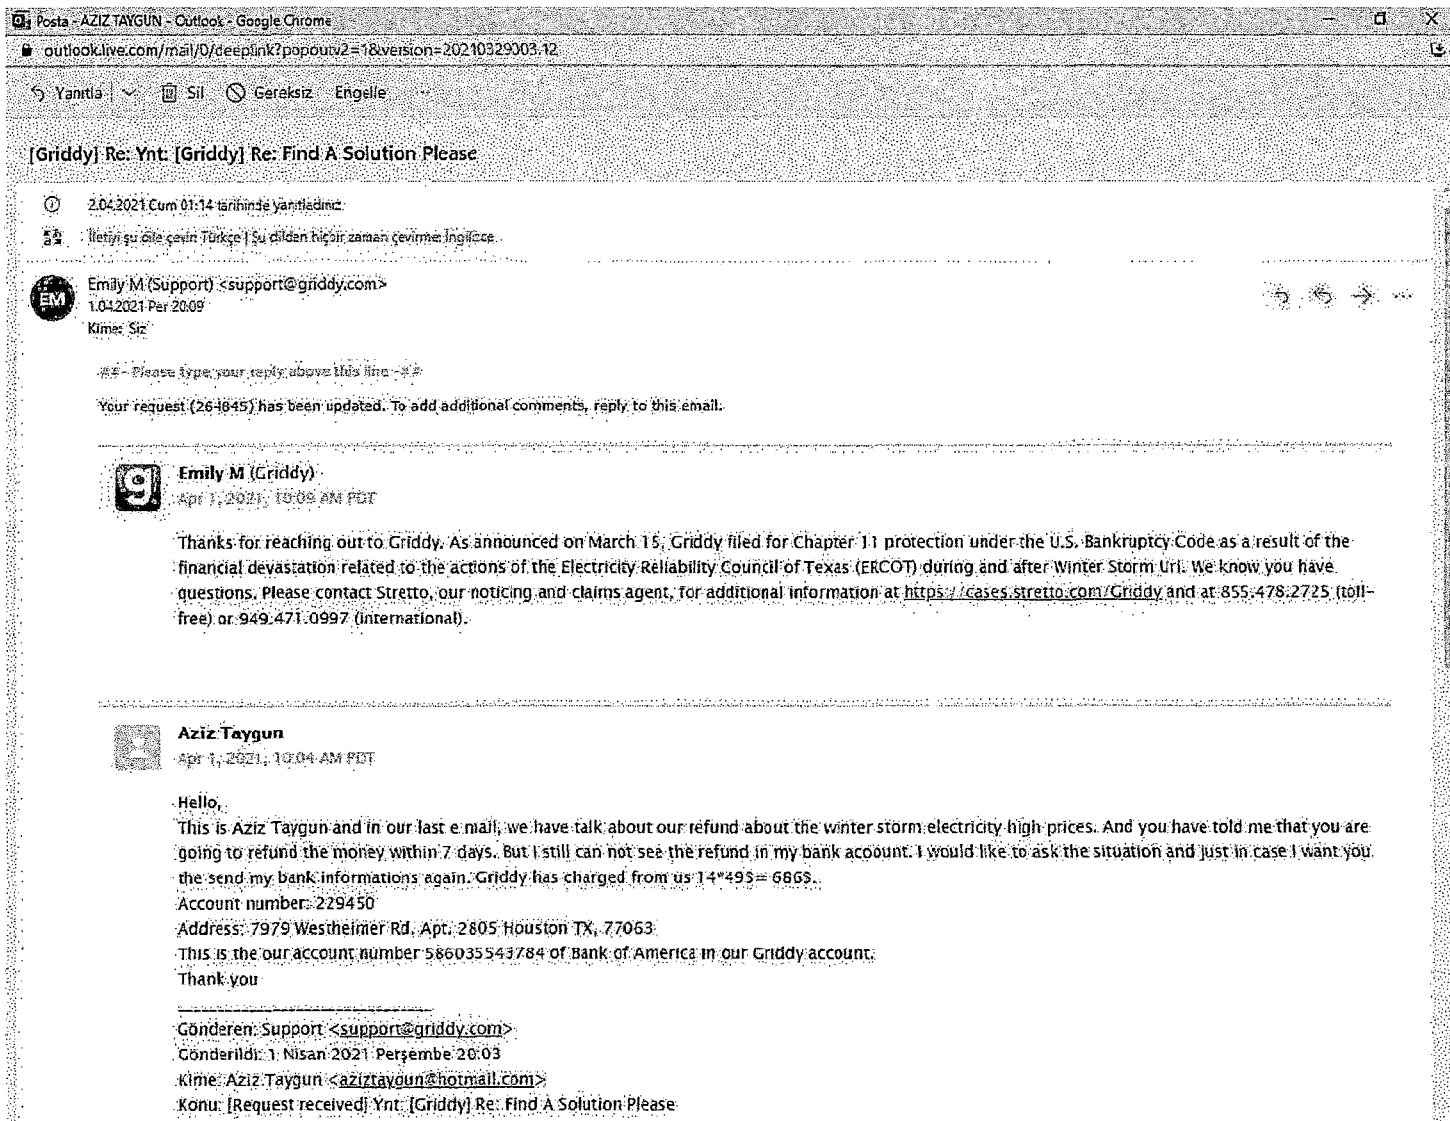 Posta - AZIZ TAYGUN - Outlook - Google Chrome
outlook.live.com/mail/0/deeplink?popoutv2=1&version=20210329003.12
Yanıtla Sil Gereksiz Engelle ...
[Griddy] Re: Ynt: [Griddy] Re: Find A Solution Please
2.04.2021 Cum 01:14 tarihinde yanıtladınız.
İletiyi şu dile çevir: Türkçe | Şu dilden hiçbir zaman çevirme: İngilizce
EM
Emily M (Support) <support@griddy.com>
1.04.2021 Per 20:09
Kime: Siz
##- Please type your reply above this line -##
Your request (264845) has been updated. To add additional comments, reply to this email.
g
Emily M (Griddy)
Apr 1, 2021, 10:09 AM PDT
Thanks for reaching out to Griddy. As announced on March 15, Griddy filed for Chapter 11 protection under the U.S. Bankruptcy Code as a result of the
financial devastation related to the actions of the Electricity Reliability Council of Texas (ERCOT) during and after Winter Storm Uri. We know you have
questions. Please contact Stretto, our noticing and claims agent, for additional information at https://cases.stretto.com/Griddy and at 855.478.2725 (toll-
free) or 949.471.0997 (international).
Aziz Taygun
Apr 1, 2021, 10:04 AM PDT
Hello,
This is Aziz Taygun and in our last e mail, we have talk about our refund about the winter storm electricity high prices. And you have told me that you are
going to refund the money within 7 days. But I still can not see the refund in my bank acoount. I would like to ask the situation and just in case I want you
the send my bank informations again. Griddy has charged from us 14*49$= 686$.
Account number: 229450
Address: 7979 Westheimer Rd, Apt. 2805 Houston TX, 77063
This is the our account number 586035543784 of Bank of America in our Griddy account.
Thank you
Gönderen: Support <support@griddy.com>
Gönderildi: 1 Nisan 2021 Perşembe 20:03
Kime: Aziz Taygun <aziztaygun@hotmail.com>
Konu: [Request received] Ynt: [Griddy] Re: Find A Solution Please